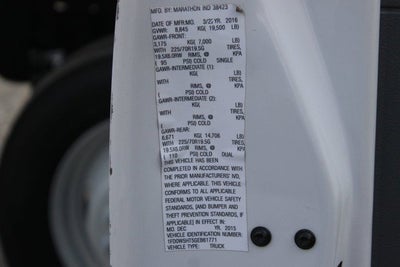 MFG. BY: MARATHON IND 38423
DATE OF MFR.MO. 3/22 YR. 2016
GVWR: 8,845 KG( 19,500 LB)
GAWR-FRONT:
3,175 KG( 7,000 LB)
WITH 225/70R19.5G TIRES,
19.5X6.0RW RIMS, @ KPA
( 95 PSI) COLD SINGLE
GAWR-INTERMEDIATE (1):
KG( LB)
WITH TIRES,
RIMS, @ KPA
( PSI) COLD
GAWR-INTERMEDIATE (2):
KG( LB)
WITH TIRES,
RIMS, @ KPA
( PSI) COLD
GAWR-REAR:
6,671 KG( 14,706 LB)
WITH 225/70R19.5G TIRES,
19.5X6.0RW RIMS, @ KPA
( 110 PSI) COLD DUAL
THIS VEHICLE HAS BEEN
COMPLETED IN ACCORDANCE WITH
THE PRIOR MANUFACTURERS' IVD,
WHERE APPLICABLE. THIS VEHICLE
CONFORMS TO ALL APPLICABLE
FEDERAL MOTOR VEHICLE SAFETY
STANDARDS, [AND BUMPER AND
THEFT PREVENTION STANDARDS, IF
APPLICABLE] IN EFFECT IN
MO. DEC YR. 2015
VEHICLE IDENTIFICATION NUMBER:
VEHICLE TYPE: TRUCK